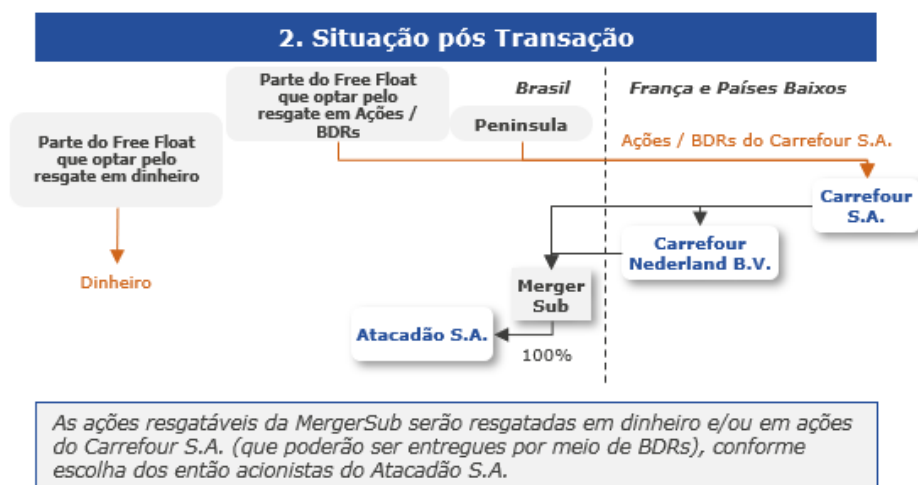 2. Situação pós Transação
Parte do Free Float
que optar pelo
resgate em Ações /
BDRs
Brasil
França e Países Baixos
Peninsula
Parte do Free Float
que optar pelo
resgate em dinheiro
Ações / BDRs do Carrefour S.A.
Carrefour
S.A.
Carrefour
Nederland B.V.
Dinheiro
Merger
Sub
Atacadão S.A.
100%
As ações resgatáveis da MergerSub serão resgatadas em dinheiro e/ou em ações
do Carrefour S.A. (que poderão ser entregues por meio de BDRs), conforme
escolha dos então acionistas do Atacadão S.A.